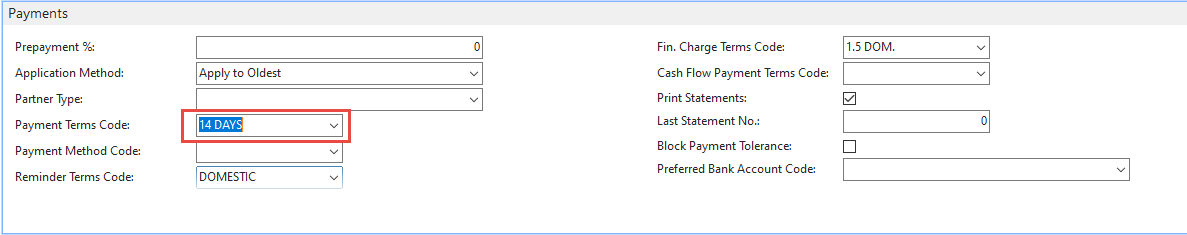 Payments
Prepayment %: 0
Application Method: Apply to Oldest
Partner Type:
Payment Terms Code: 14 DAYS
Payment Method Code:
Reminder Terms Code: DOMESTIC
Fin. Charge Terms Code: 1.5 DOM.
Cash Flow Payment Terms Code:
Print Statements:
Last Statement No.: 0
Block Payment Tolerance:
Preferred Bank Account Code: